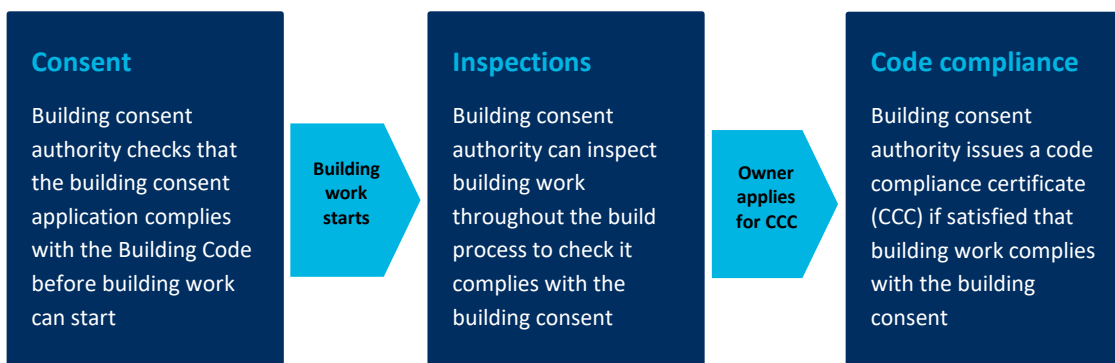 Consent
Building consent
authority checks that
the building consent
application complies
with the Building Code
before building work
can start
Building
work
starts
Inspections
Building consent
authority can inspect
building work
throughout the build
process to check it
complies with the
building consent
Owner
applies
for CCC
Code compliance
Building consent
authority issues a code
compliance certificate
(CCC) if satisfied that
building work complies
with the building
consent